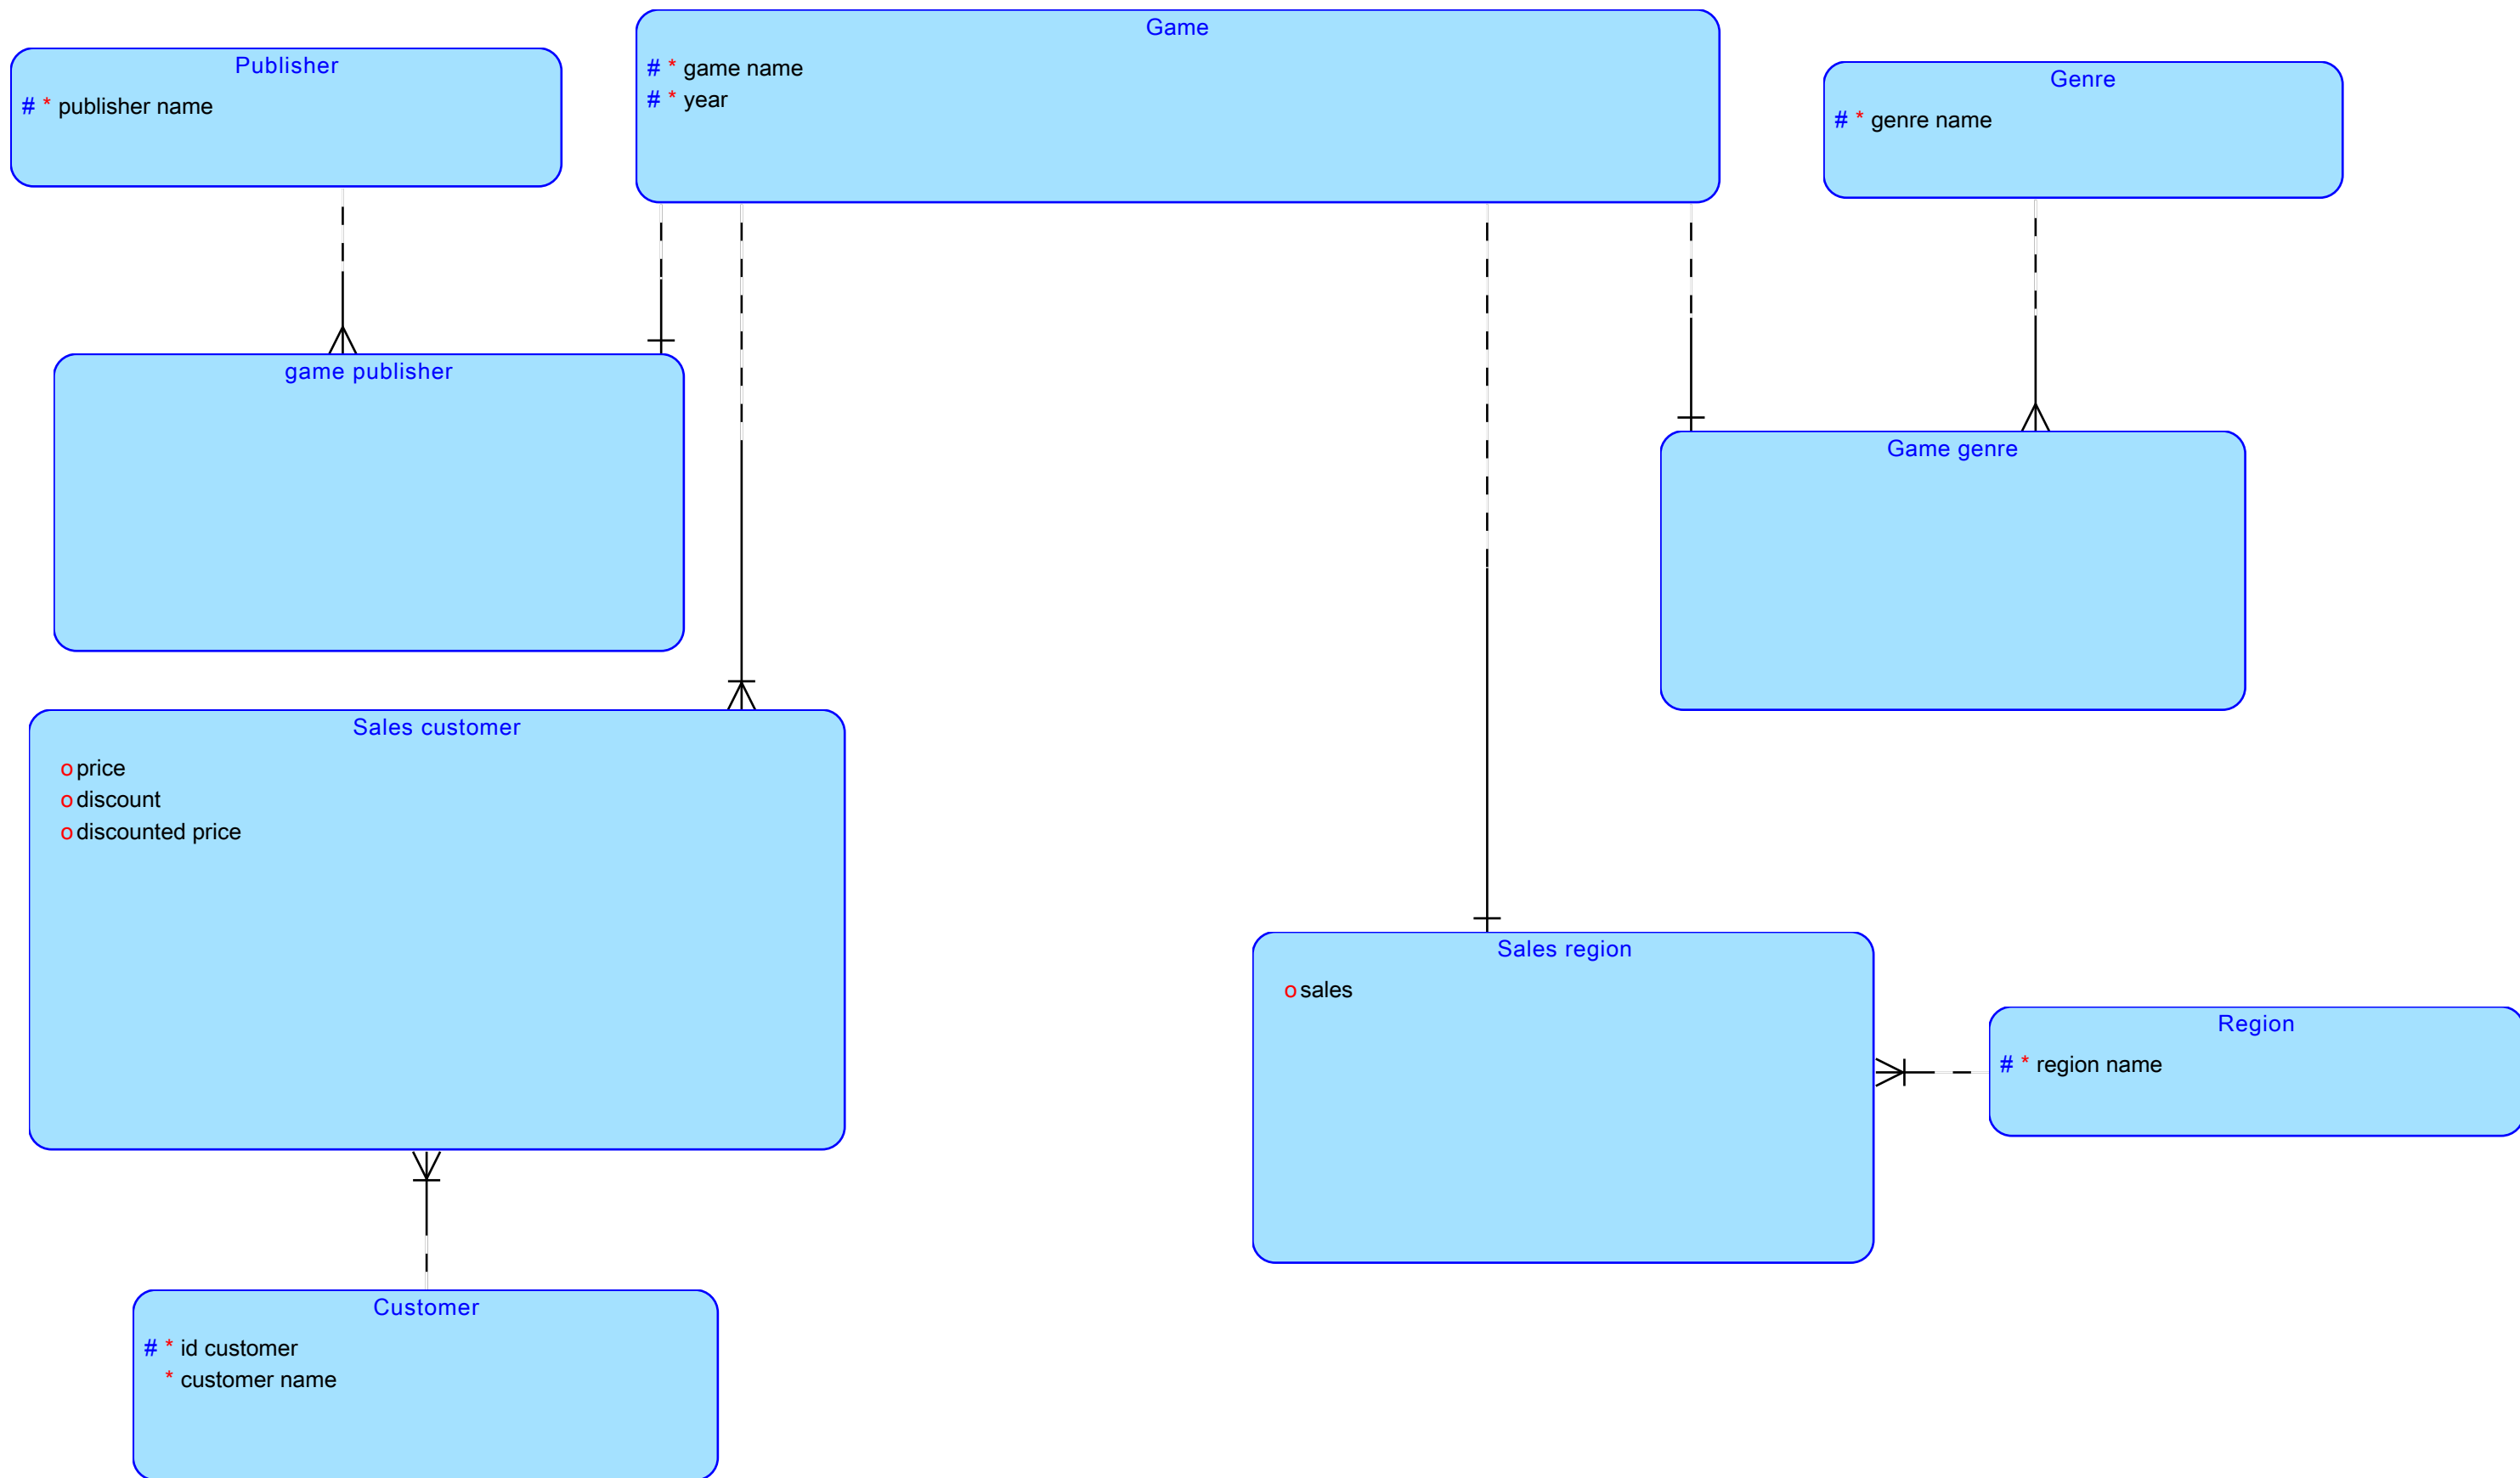 Publisher
# * publisher name
Game
# * game name
# * year
Genre
# * genre name
game publisher
Game genre
Sales customer
o price
o discount
o discounted price
Sales region
o sales
Region
# * region name
Customer
# * id customer
* customer name